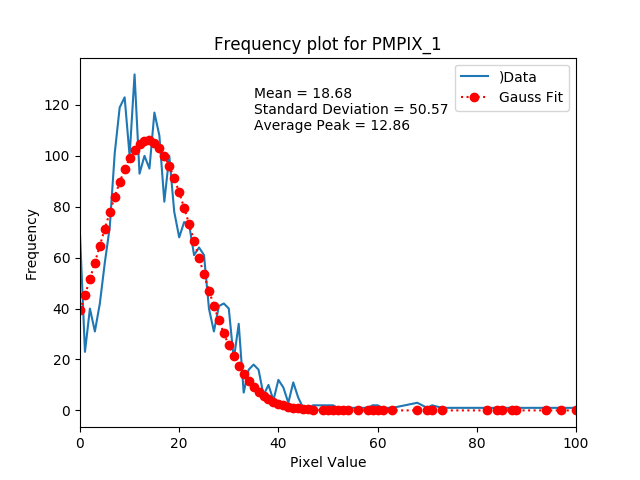 Frequency plot for PMPIX_1
Mean = 18.68
Standard Deviation = 50.57
Average Peak = 12.86
)Data
Gauss Fit
Frequency
120
100
80
60
40
20
0
0 20 40 60 80 100
Pixel Value